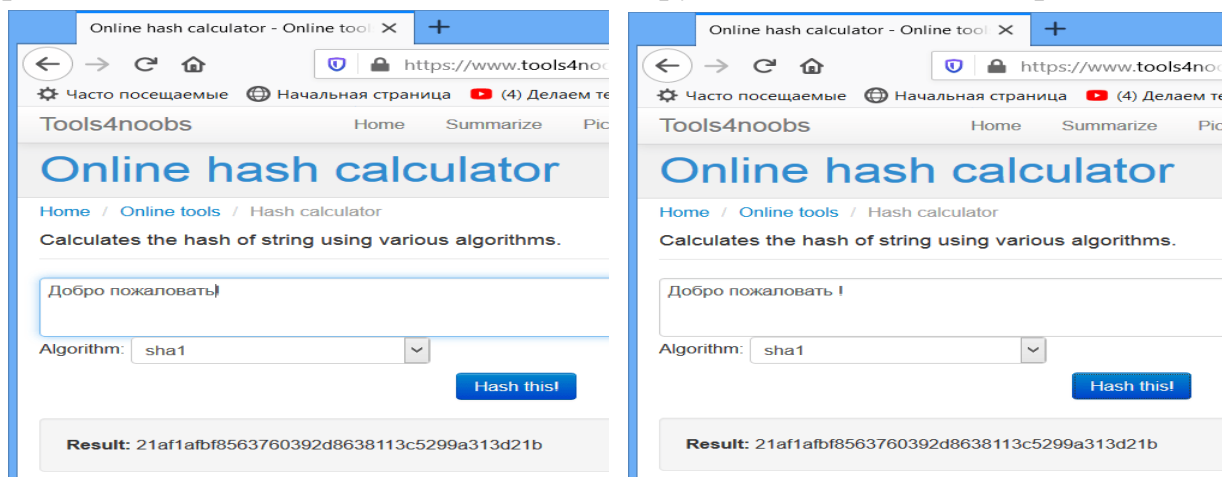 Online hash calculator - Online tool
https://www.tools4noo
Часто посещаемые Начальная страница (4) Делаем те
Tools4noobs Home Summarize Pic
Online hash calculator
Home / Online tools / Hash calculator
Calculates the hash of string using various algorithms.
Добро пожаловать!
Algorithm: sha1
Hash this!
Result: 21af1afbf8563760392d8638113c5299a313d21b
Online hash calculator - Online tool
https://www.tools4no
Часто посещаемые Начальная страница (4) Делаем те
Tools4noobs Home Summarize Pic
Online hash calculator
Home / Online tools / Hash calculator
Calculates the hash of string using various algorithms.
Добро пожаловать !
Algorithm: sha1
Hash this!
Result: 21af1afbf8563760392d8638113c5299a313d21b